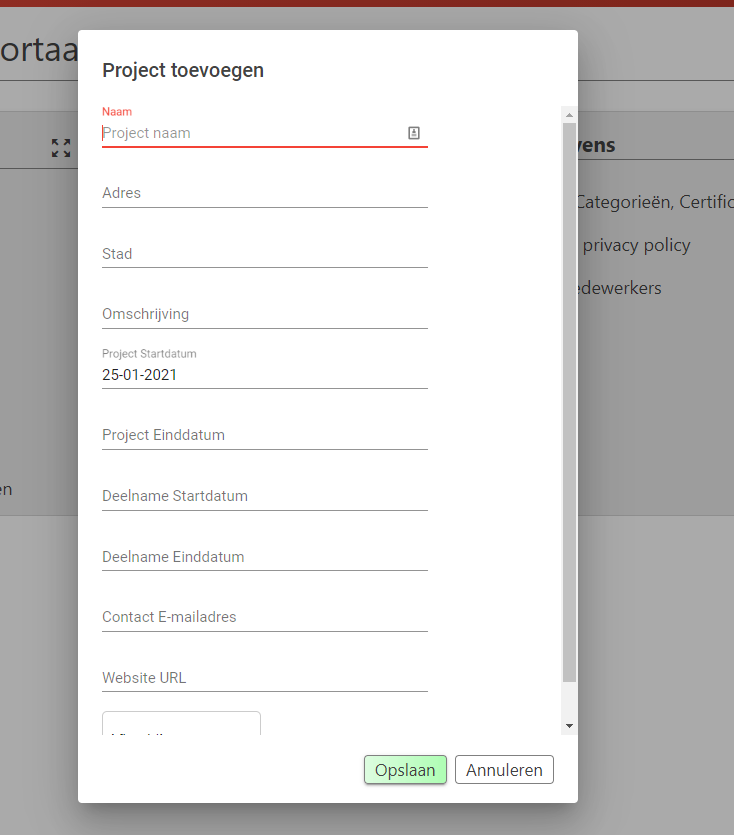 Project toevoegen
Naam
Project naam
Adres
Stad
Omschrijving
Project Startdatum
25-01-2021
Project Einddatum
Deelname Startdatum
Deelname Einddatum
Contact E-mailadres
Website URL
Opslaan
Annuleren
ortaa
en
vens
Categorieën, Certific
privacy policy
edewerkers